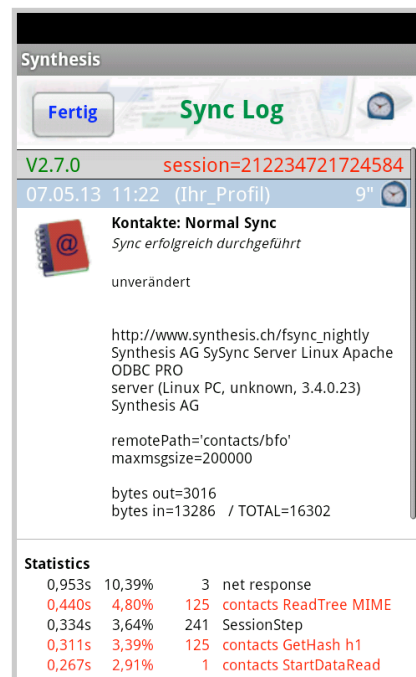 Synthesis
Fertig
Sync Log
V2.7.0 session=212234721724584
07.05.13 11:22 (Ihr_Profil) 9"
Kontakte: Normal Sync
Sync erfolgreich durchgeführt
unverändert
http://www.synthesis.ch/fsync_nightly
Synthesis AG SySync Server Linux Apache
ODBC PRO
server (Linux PC, unknown, 3.4.0.23)
Synthesis AG
remotePath='contacts/bfo'
maxmsgsize=200000
bytes out=3016
bytes in=13286 / TOTAL=16302
Statistics
0,953s 10,39% 3 net response
0,440s 4,80% 125 contacts ReadTree MIME
0,334s 3,64% 241 SessionStep
0,311s 3,39% 125 contacts GetHash h1
0,267s 2,91% 1 contacts StartDataRead